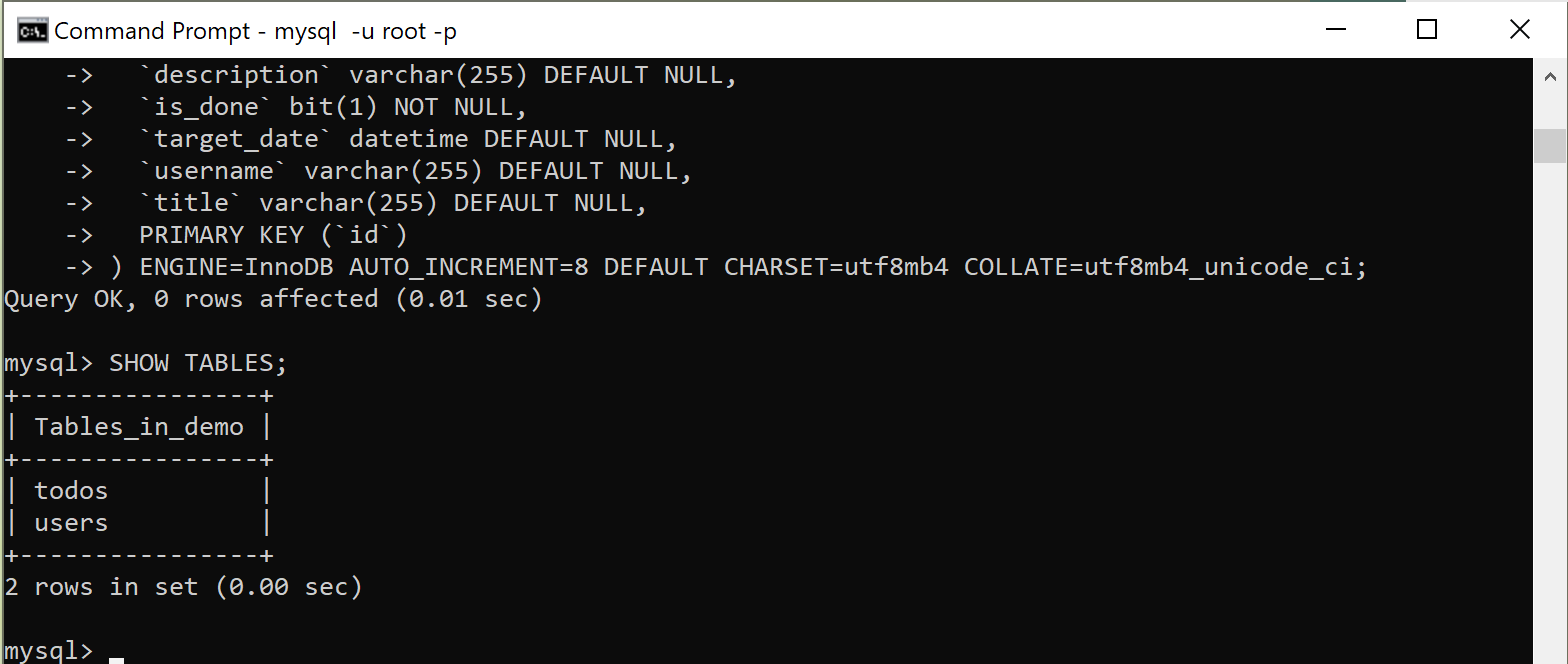 Command Prompt - mysql  -u root -p
    ->   `description` varchar(255) DEFAULT NULL,
    ->   `is_done` bit(1) NOT NULL,
    ->   `target_date` datetime DEFAULT NULL,
    ->   `username` varchar(255) DEFAULT NULL,
    ->   `title` varchar(255) DEFAULT NULL,
    ->   PRIMARY KEY (`id`)
    -> ) ENGINE=InnoDB AUTO_INCREMENT=8 DEFAULT CHARSET=utf8mb4 COLLATE=utf8mb4_unicode_ci;
Query OK, 0 rows affected (0.01 sec)

mysql> SHOW TABLES;
+----------------+
| Tables_in_demo |
+----------------+
| todos          |
| users          |
+----------------+
2 rows in set (0.00 sec)

mysql>